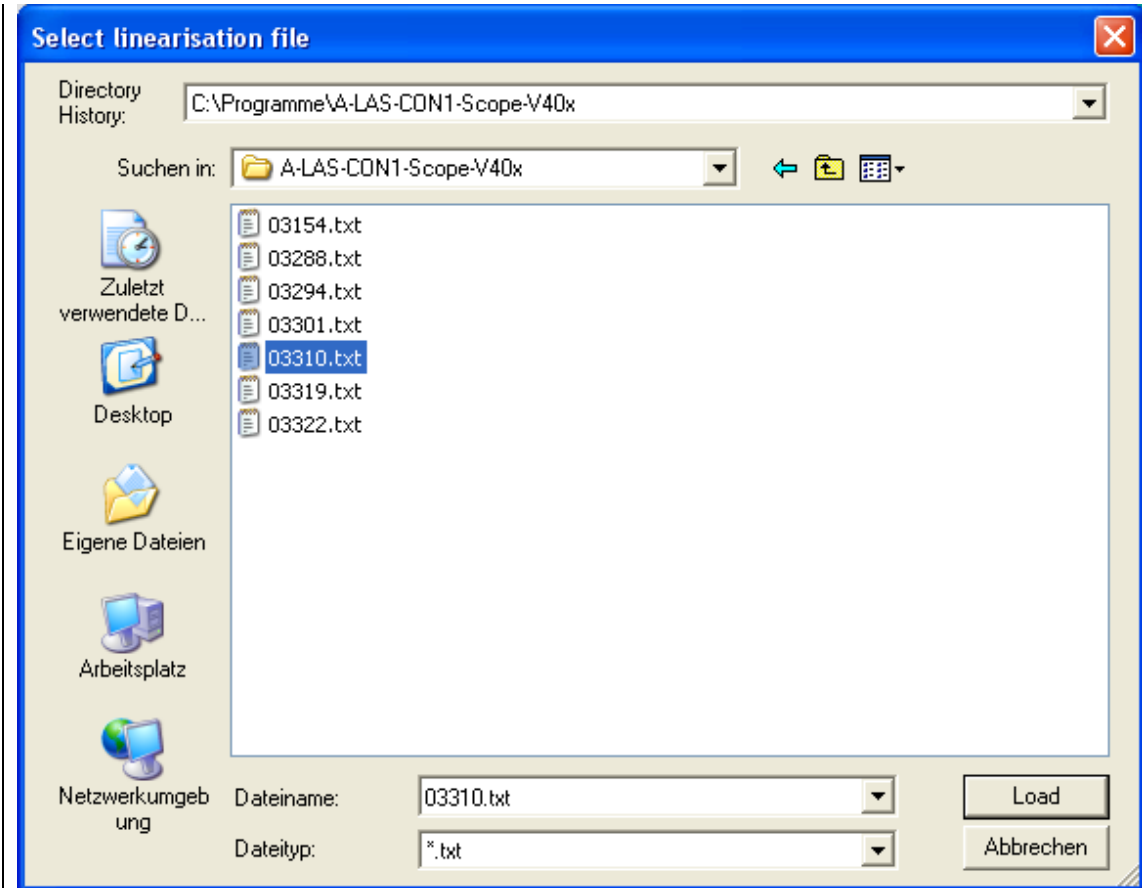 Select linearisation file
Directory
History:
C:\Programme\A-LAS-CON1-Scope-V40x
Suchen in:
A-LAS-CON1-Scope-V40x
03154.txt
03288.txt
03294.txt
03301.txt
03310.txt
03319.txt
03322.txt
Zuletzt
verwendete D...
Desktop
Eigene Dateien
Arbeitsplatz
Netzwerkumgeb
ung
Dateiname:
03310.txt
Load
Dateityp:
*.txt
Abbrechen